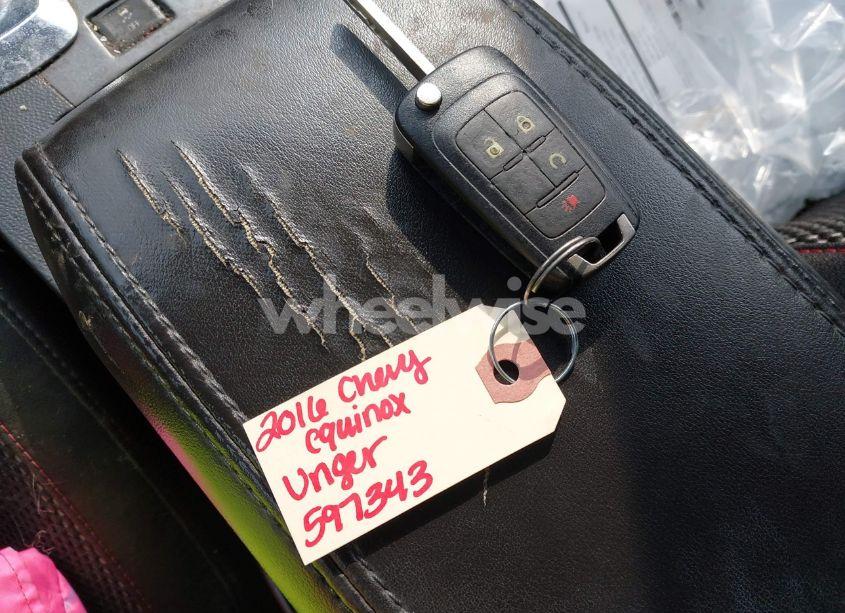 2016 Chevy
equinox
Unger
597343
wheelwise